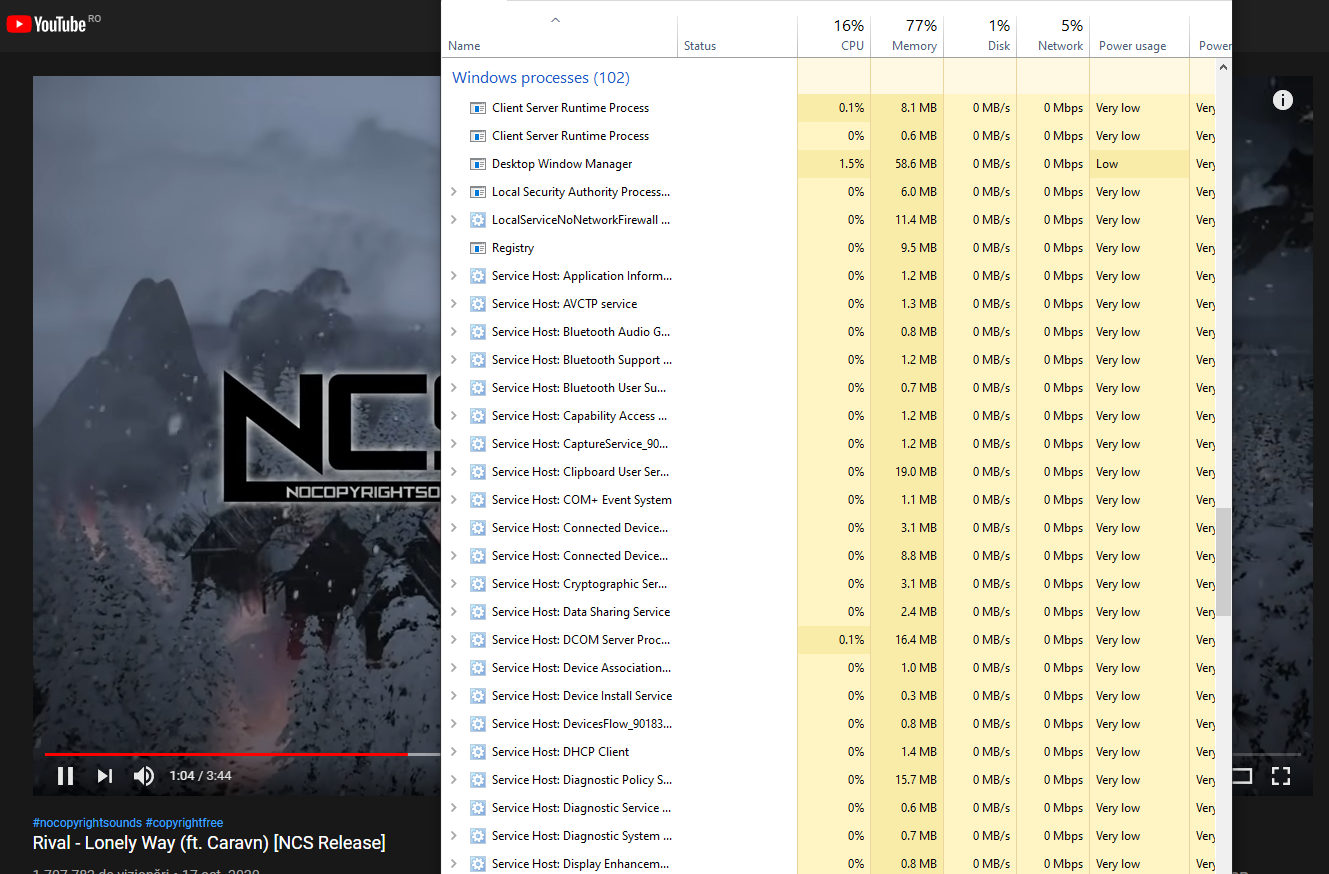 YouTube RO
16% 77% 1% 5%
Name Status CPU Memory Disk Network Power usage Power
Windows processes (102)
Client Server Runtime Process 0.1% 8.1 MB 0 MB/s 0 Mbps Very low Very
Client Server Runtime Process 0% 0.6 MB 0 MB/s 0 Mbps Very low Very
Desktop Window Manager 1.5% 58.6 MB 0 MB/s 0 Mbps Low Very
Local Security Authority Process... 0% 6.0 MB 0 MB/s 0 Mbps Very low Very
LocalServiceNoNetworkFirewall ... 0% 11.4 MB 0 MB/s 0 Mbps Very low Very
Registry 0% 9.5 MB 0 MB/s 0 Mbps Very low Very
Service Host: Application Inform... 0% 1.2 MB 0 MB/s 0 Mbps Very low Very
Service Host: AVCTP service 0% 1.3 MB 0 MB/s 0 Mbps Very low Very
Service Host: Bluetooth Audio G... 0% 0.8 MB 0 MB/s 0 Mbps Very low Very
Service Host: Bluetooth Support ... 0% 1.2 MB 0 MB/s 0 Mbps Very low Very
Service Host: Bluetooth User Su... 0% 0.7 MB 0 MB/s 0 Mbps Very low Very
Service Host: Capability Access ... 0% 1.2 MB 0 MB/s 0 Mbps Very low Very
Service Host: CaptureService_90... 0% 1.2 MB 0 MB/s 0 Mbps Very low Very
Service Host: Clipboard User Ser... 0% 19.0 MB 0 MB/s 0 Mbps Very low Very
Service Host: COM+ Event System 0% 1.1 MB 0 MB/s 0 Mbps Very low Very
Service Host: Connected Device... 0% 3.1 MB 0 MB/s 0 Mbps Very low Very
Service Host: Connected Device... 0% 8.8 MB 0 MB/s 0 Mbps Very low Very
Service Host: Cryptographic Ser... 0% 3.1 MB 0 MB/s 0 Mbps Very low Very
Service Host: Data Sharing Service 0% 2.4 MB 0 MB/s 0 Mbps Very low Very
Service Host: DCOM Server Proc... 0.1% 16.4 MB 0 MB/s 0 Mbps Very low Very
Service Host: Device Association... 0% 1.0 MB 0 MB/s 0 Mbps Very low Very
Service Host: Device Install Service 0% 0.3 MB 0 MB/s 0 Mbps Very low Very
Service Host: DevicesFlow_90183... 0% 0.8 MB 0 MB/s 0 Mbps Very low Very
Service Host: DHCP Client 0% 1.4 MB 0 MB/s 0 Mbps Very low Very
Service Host: Diagnostic Policy S... 0% 15.7 MB 0 MB/s 0 Mbps Very low Very
Service Host: Diagnostic Service ... 0% 0.6 MB 0 MB/s 0 Mbps Very low Very
Service Host: Diagnostic System ... 0% 0.7 MB 0 MB/s 0 Mbps Very low Very
Service Host: Display Enhancem... 0% 0.8 MB 0 MB/s 0 Mbps Very low Very
NCS
NOCOPYRIGHTSO
1:04 / 3:44
#nocopyrightsounds #copyrightfree
Rival - Lonely Way (ft. Caravn) [NCS Release]
de vizionări • 17 oct. 2020